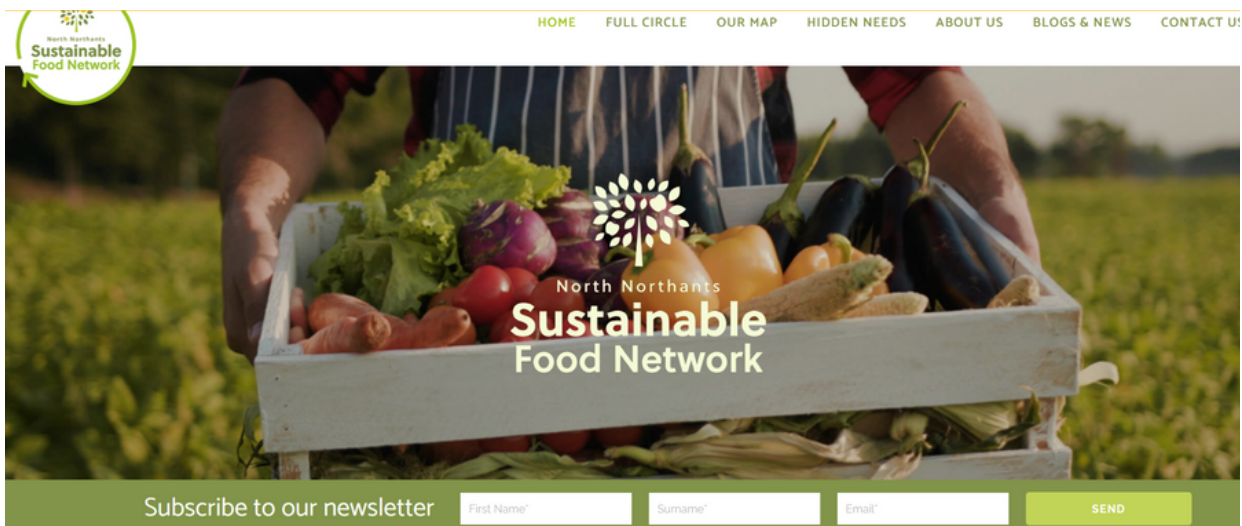 North Northants
Sustainable
Food Network
HOME FULL CIRCLE OUR MAP HIDDEN NEEDS ABOUT US BLOGS & NEWS CONTACT US
North Northants
Sustainable
Food Network
Subscribe to our newsletter First Name* Surname* Email* SEND